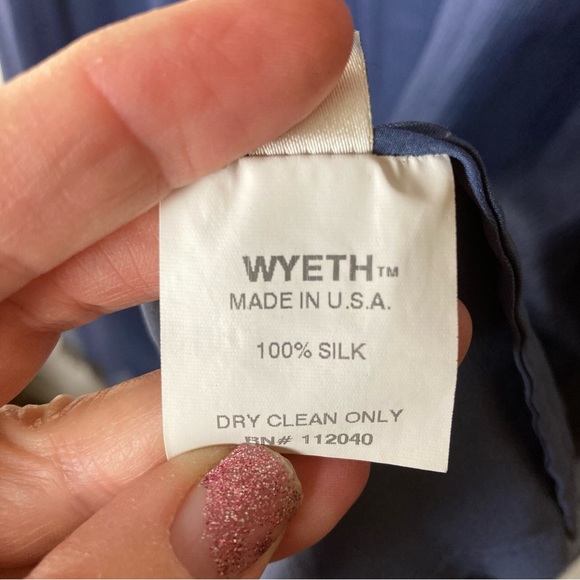 WYETH™
MADE IN U.S.A.
100% SILK
DRY CLEAN ONLY
RN# 112040